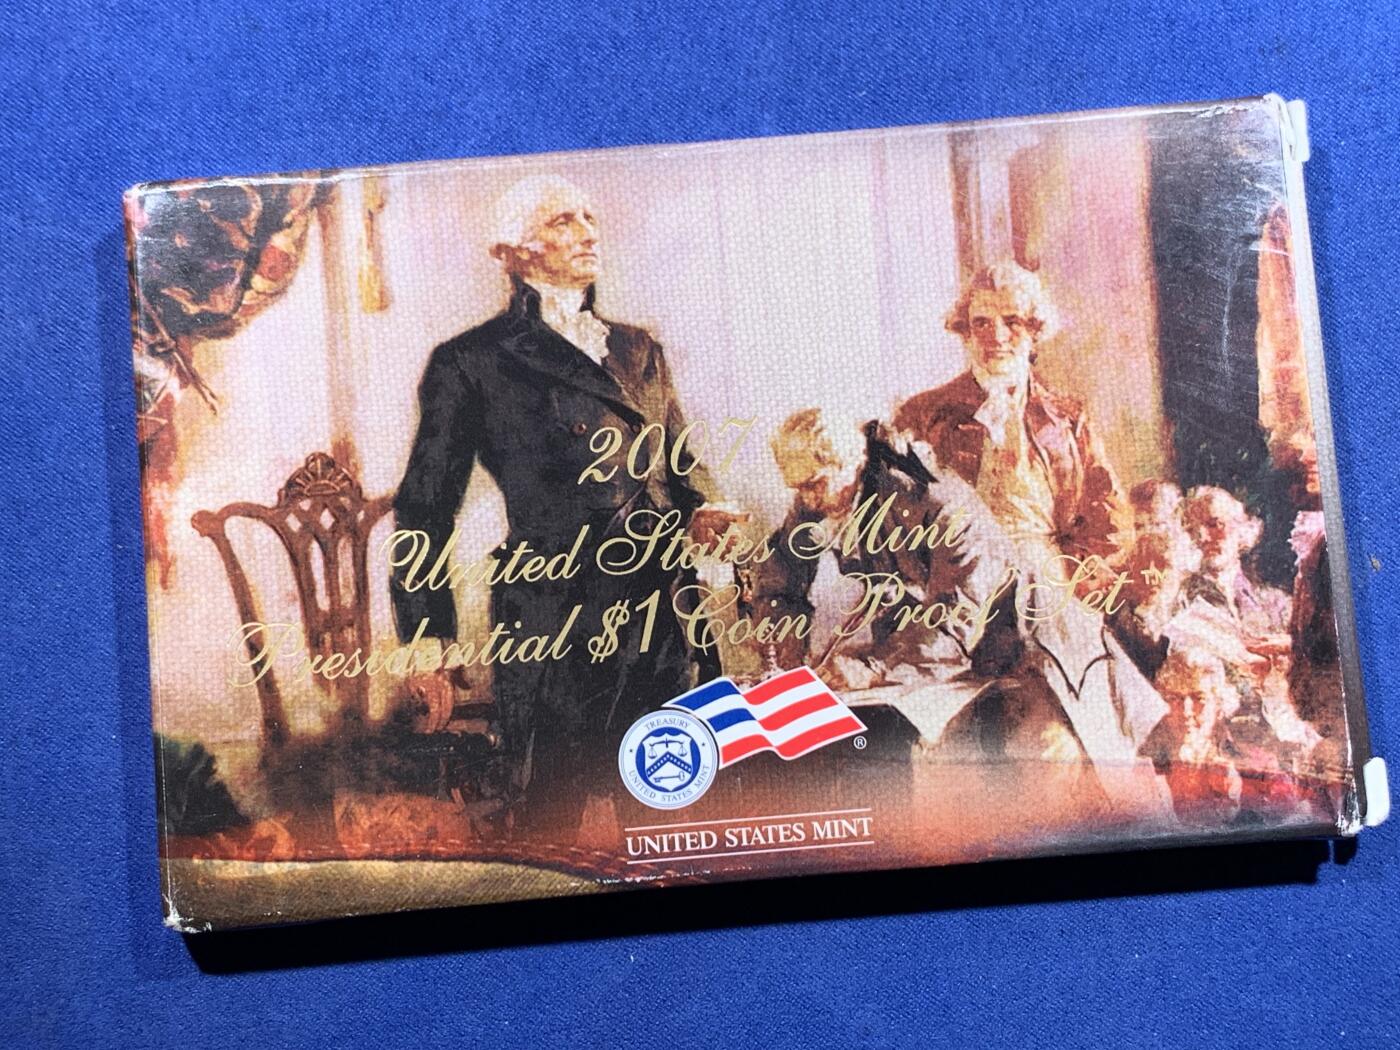 2007
United States Mint
Presidential $1 Coin Proof Set™
TREASURY
UNITED STATES MINT
®
UNITED STATES MINT